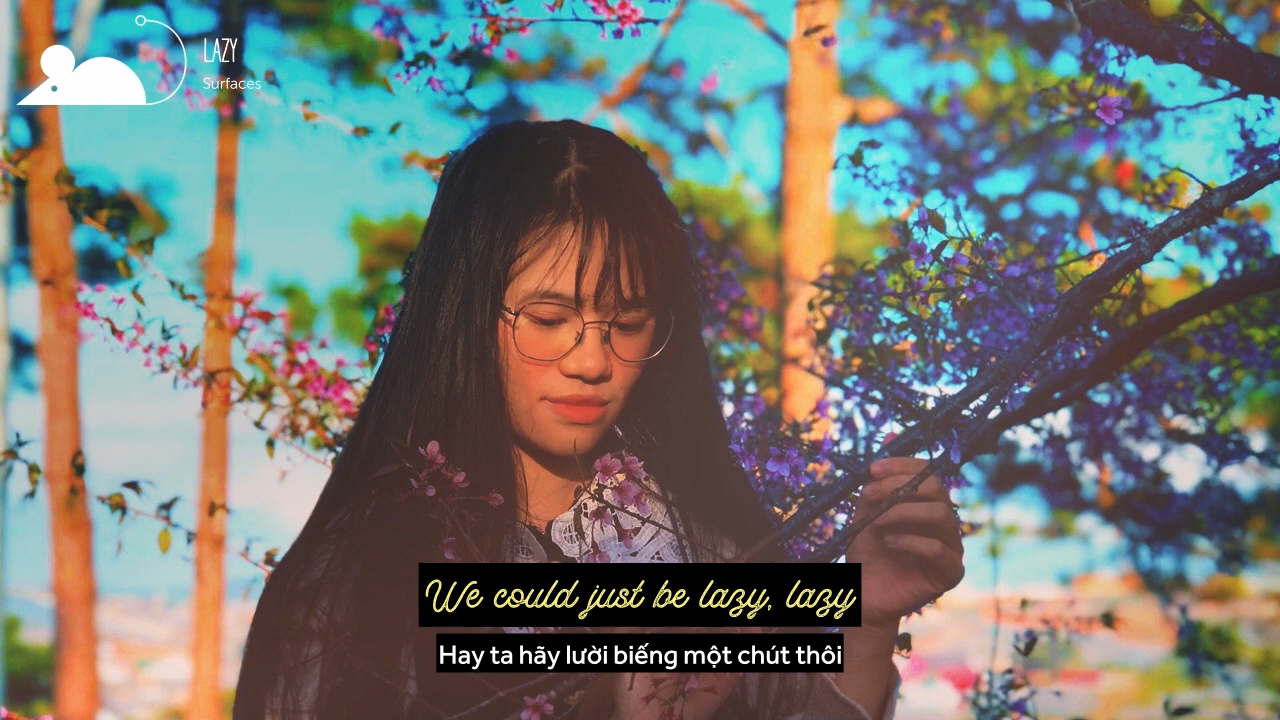 LAZY
Surfaces
We could just be lazy, lazy
Hay ta hãy lười biếng một chút thôi